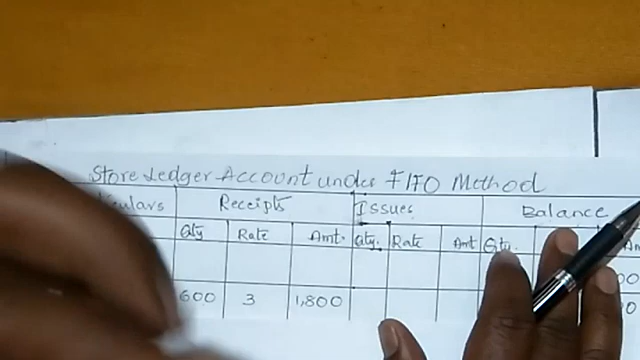 Store Ledger Account under FIFO Method
Receipts Issues Balance
Qty Rate Amt. Qty. Rate Amt Qty.
600 3 1,800